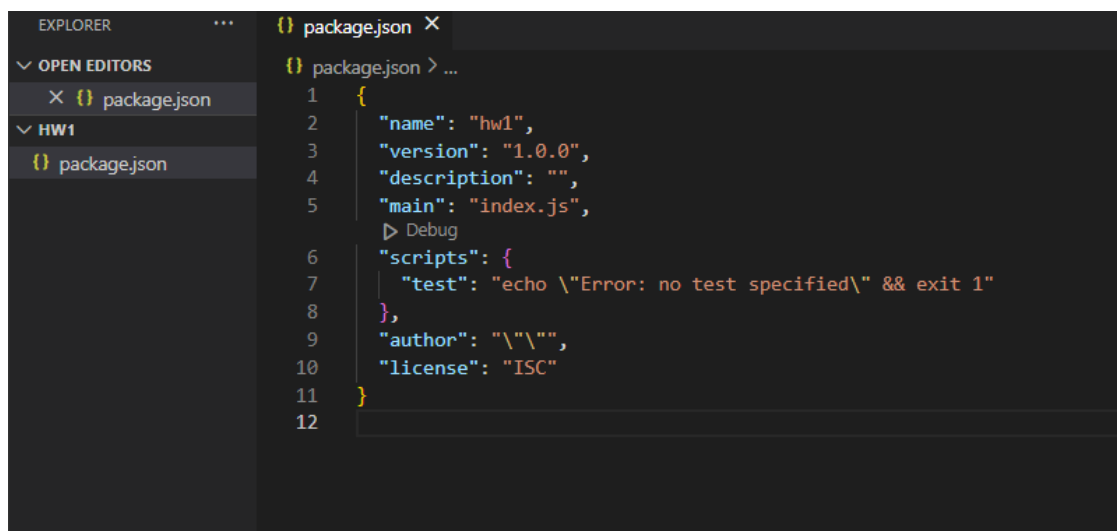 EXPLORER ...
OPEN EDITORS
{} package.json
HW1
{} package.json
{} package.json
{} package.json > ...
1 {
2 "name": "hw1",
3 "version": "1.0.0",
4 "description": "",
5 "main": "index.js",
Debug
6 "scripts": {
7 "test": "echo \"Error: no test specified\" && exit 1"
8 },
9 "author": "\"\"",
10 "license": "ISC"
11 }
12